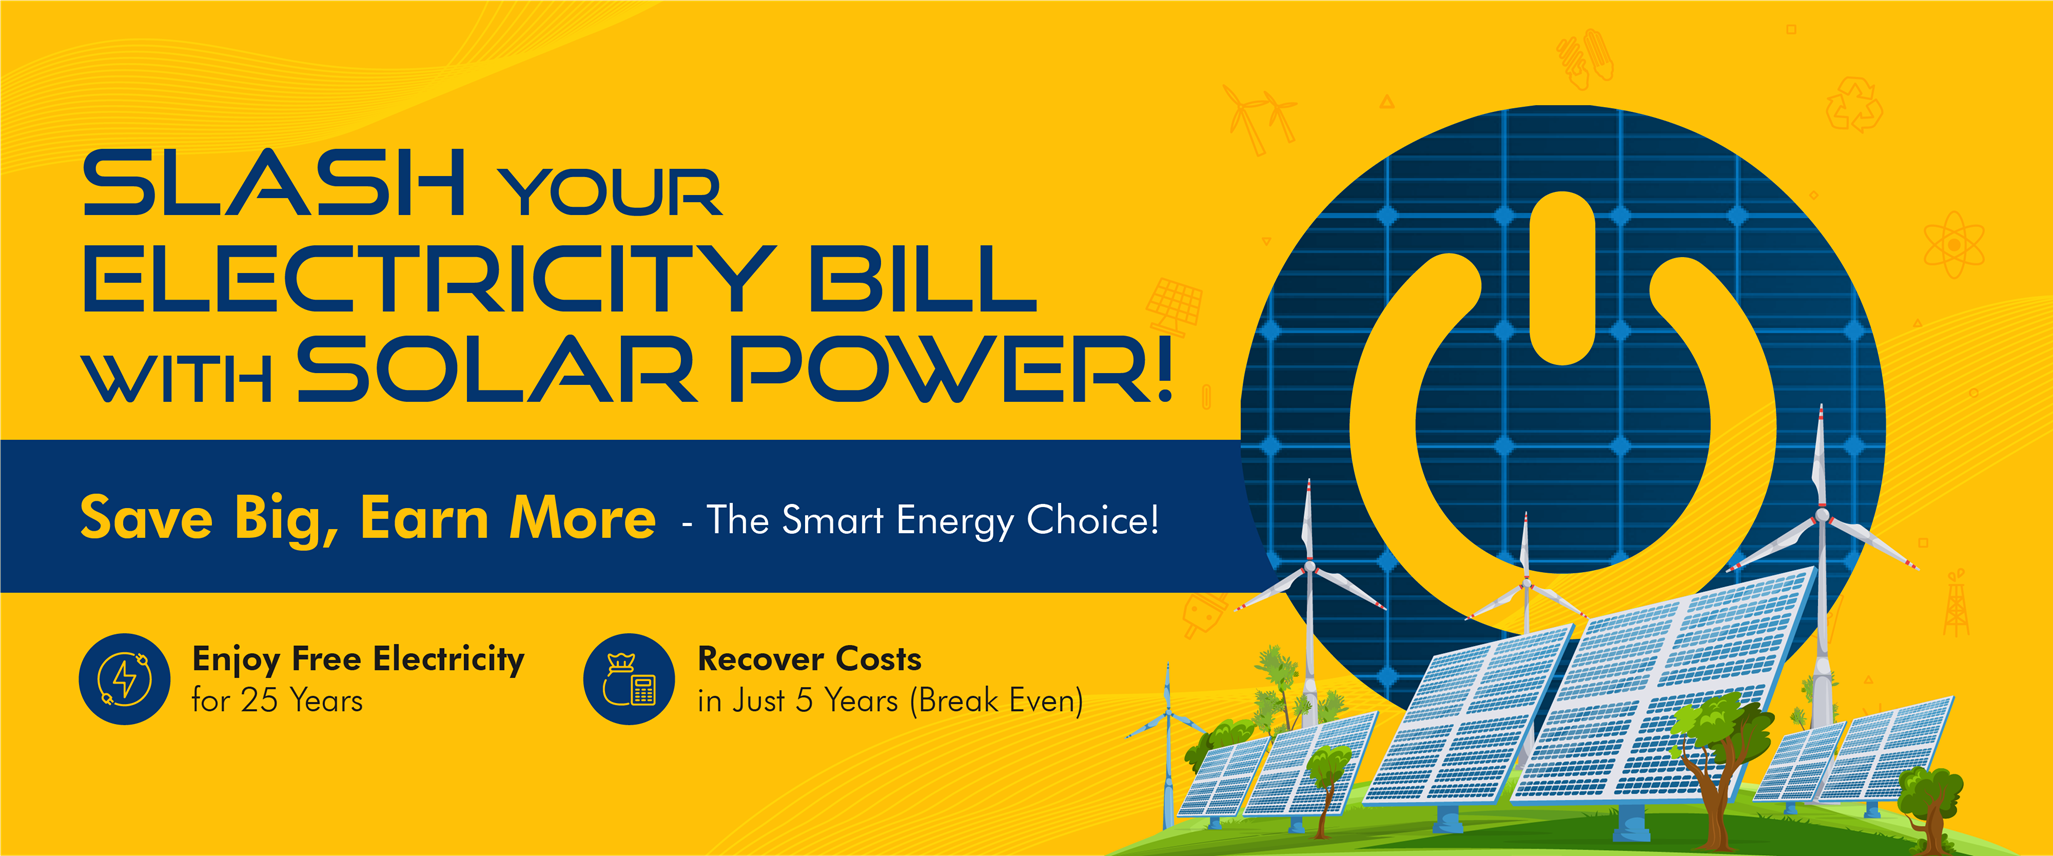 SLASH YOUR
ELECTRICITY BILL
WITH SOLAR POWER!
Save Big, Earn More - The Smart Energy Choice!
Enjoy Free Electricity
for 25 Years
Recover Costs
in Just 5 Years (Break Even)